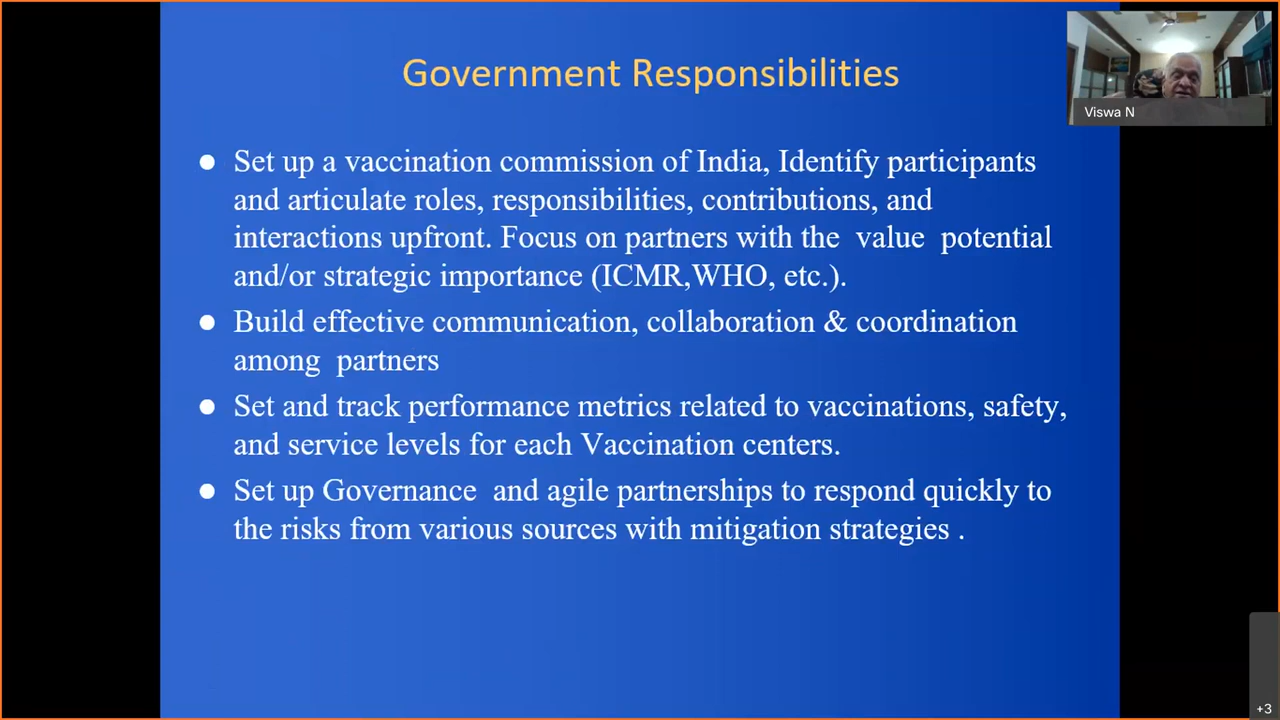 Government Responsibilities
Viswa N
● Set up a vaccination commission of India, Identify participants
and articulate roles, responsibilities, contributions, and
interactions upfront. Focus on partners with the  value  potential
and/or strategic importance (ICMR,WHO, etc.).
● Build effective communication, collaboration & coordination
among  partners
● Set and track performance metrics related to vaccinations, safety,
and service levels for each Vaccination centers.
● Set up Governance  and agile partnerships to respond quickly to
the risks from various sources with mitigation strategies .
+3